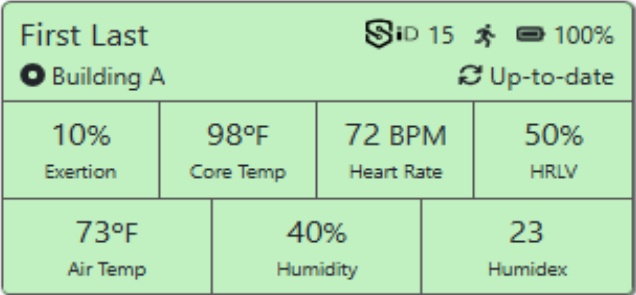 First Last SiD 15 100%
Building A Up-to-date
10% 98°F 72 BPM 50%
Exertion Core Temp Heart Rate HRLV
73°F 40% 23
Air Temp Humidity Humidex